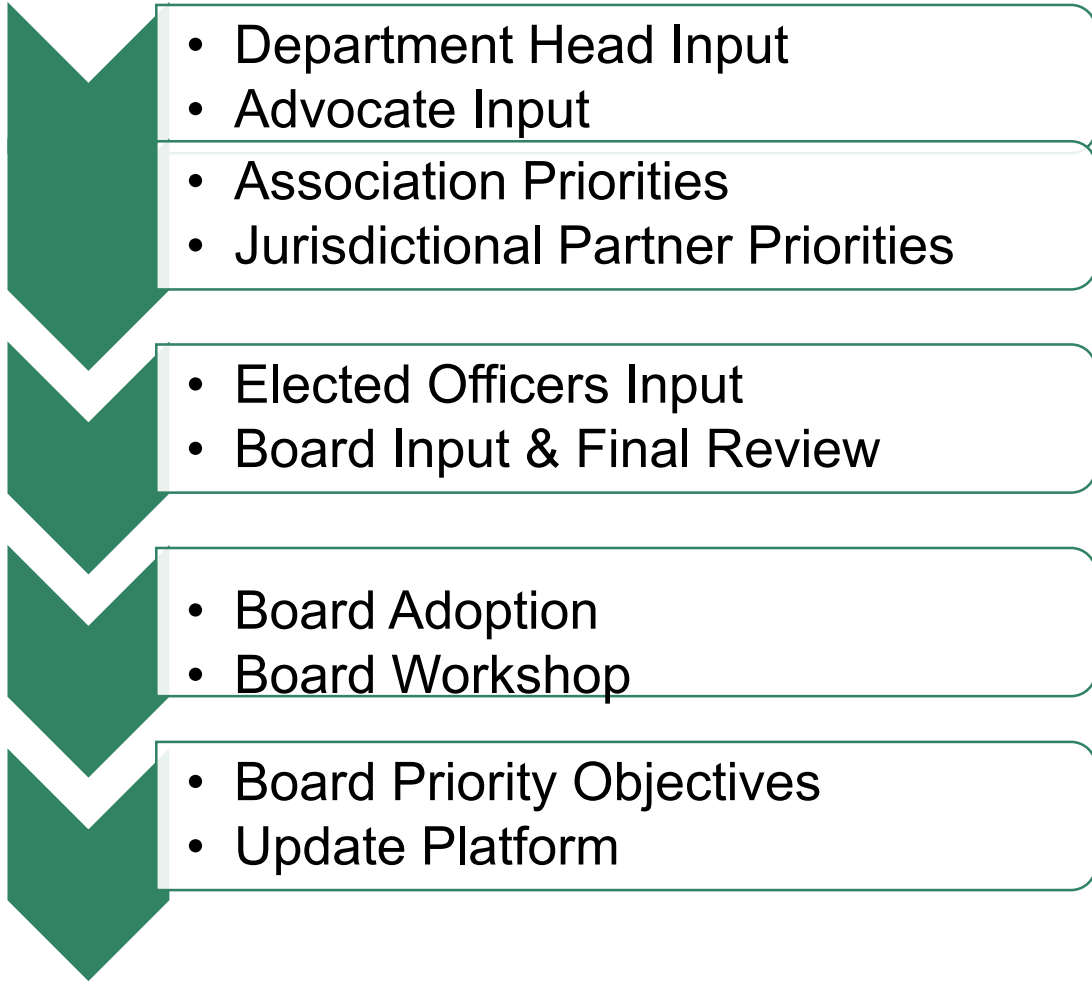 • Department Head Input
• Advocate Input
• Association Priorities
• Jurisdictional Partner Priorities
• Elected Officers Input
• Board Input & Final Review
• Board Adoption
• Board Workshop
• Board Priority Objectives
• Update Platform